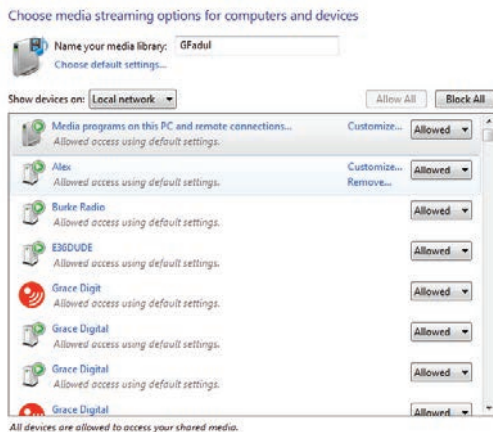 Choose media streaming options for computers and devices
Name your media library: GFadul
Choose default settings...
Show devices on: Local network Allow All Block All
Media programs on this PC and remote connections... Customize... Allowed
Allowed access using default settings.
Alex Customize... Allowed
Allowed access using default settings. Remove...
Burke Radio Allowed
Allowed access using default settings.
E36DUDE Allowed
Allowed access using default settings.
Grace Digit Allowed
Allowed access using default settings.
Grace Digital Allowed
Allowed access using default settings.
Grace Digital Allowed
Allowed access using default settings.
Grace Digital Allowed
All devices are allowed to access your shared media.